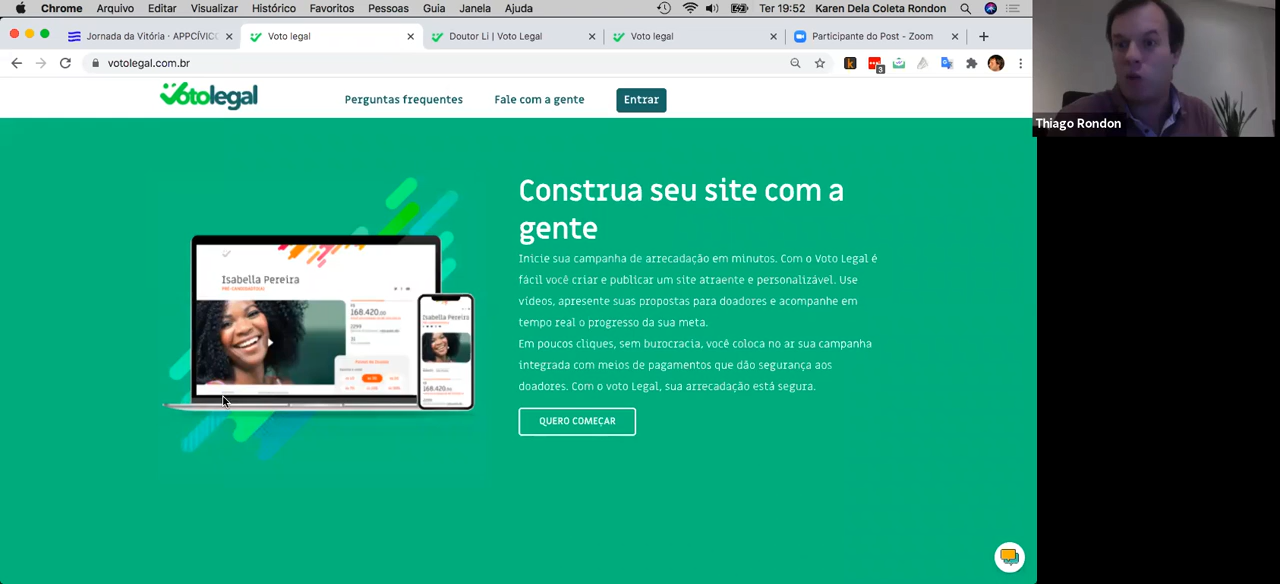 Chrome Arquivo Editar Visualizar Histórico Favoritos Pessoas Guia Janela Ajuda Ter 19:52 Karen Dela Coleta Rondon
Jornada da Vitória · APPCÍVICO Voto legal Doutor Li | Voto Legal Voto legal Participante do Post - Zoom
votolegal.com.br
3
Thiago Rondon
Votolegal Perguntas frequentes Fale com a gente Entrar
Construa seu site com a
gente
Inicie sua campanha de arrecadação em minutos. Com o Voto Legal é
fácil você criar e publicar um site atraente e personalizável. Use
vídeos, apresente suas propostas para doadores e acompanhe em
tempo real o progresso da sua meta.
Em poucos cliques, sem burocracia, você coloca no ar sua campanha
integrada com meios de pagamentos que dão segurança aos
doadores. Com o voto Legal, sua arrecadação está segura.
QUERO COMEÇAR
Isabella Pereira
168.420,00
Isabella Pereira
168.420